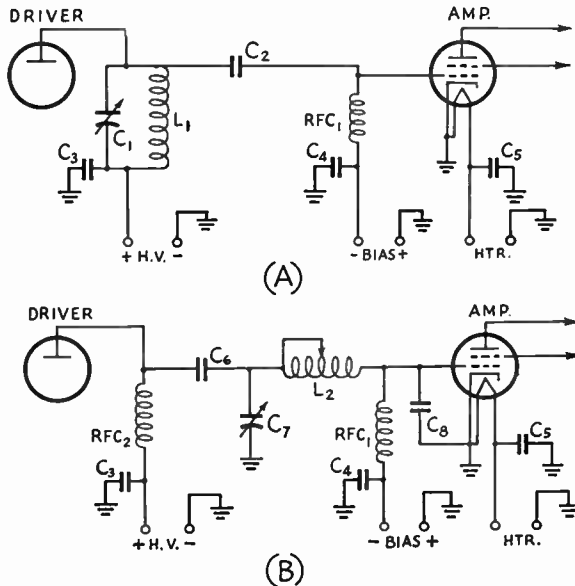 DRIVER
AMP.
C2
C1
L1
RFC1
C3
C4
C5
+ H.V. -
- BIAS +
HTR.
(A)
DRIVER
AMP.
C6
L2
RFC2
C7
RFC1
C8
C3
C4
C5
+ H.V. -
- BIAS +
HTR.
(B)